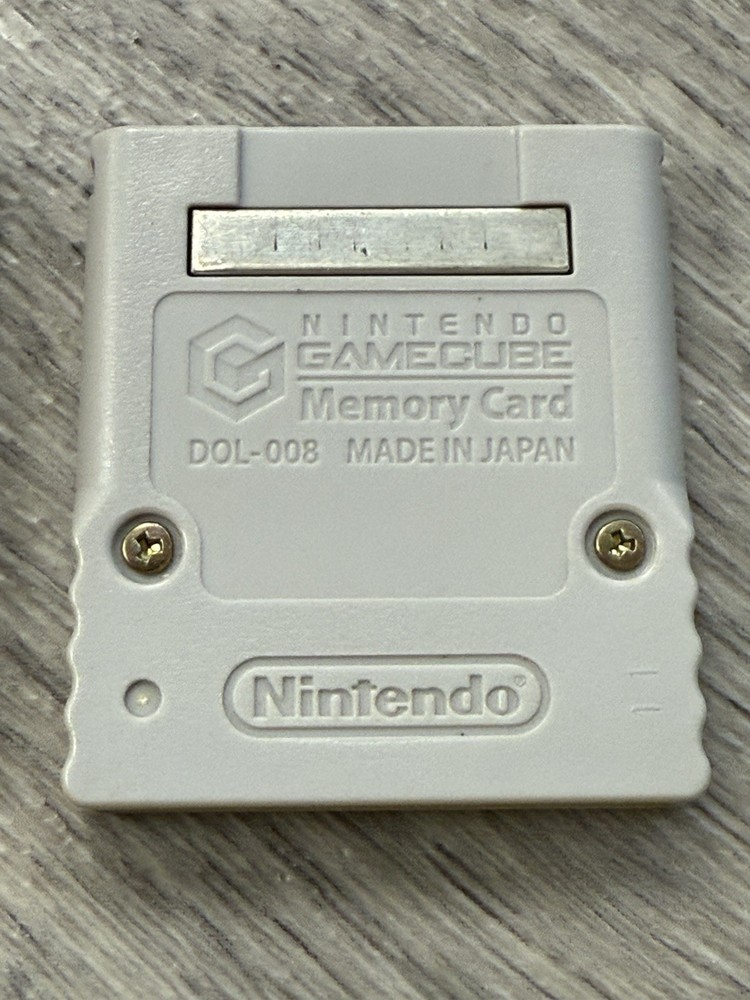 NINTENDO
GAMECUBE
Memory Card
DOL-008 MADE IN JAPAN
Nintendo®